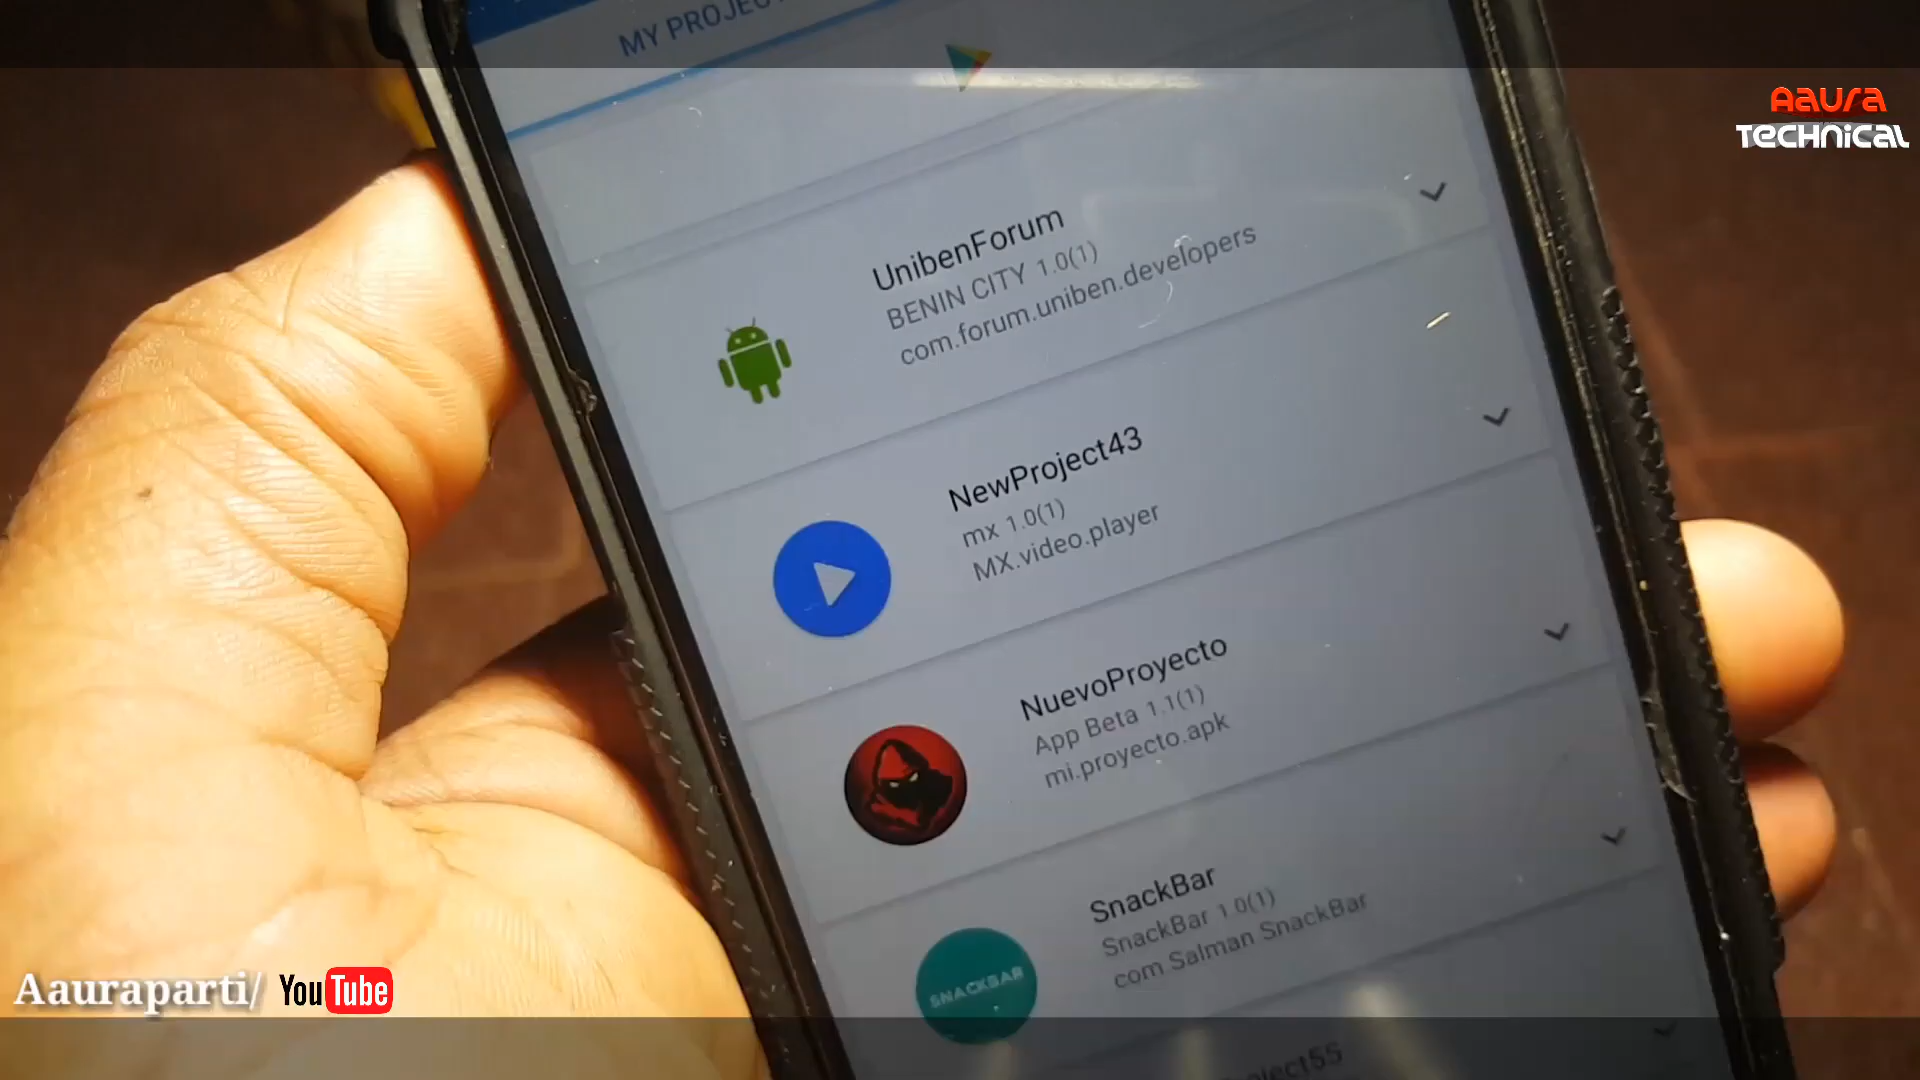 MY PROJECT
Aaura
TECHNICAL
UnibenForum
BENIN CITY 1.0(1)
com.forum.uniben.developers
NewProject43
mx 1.0(1)
MX.video.player
NuevoProyecto
App Beta 1.1(1)
mi.proyecto.apk
SnackBar
SnackBar 1.0(1)
com Salman SnackBar
SNACKBAR
Aauraparti/ YouTube